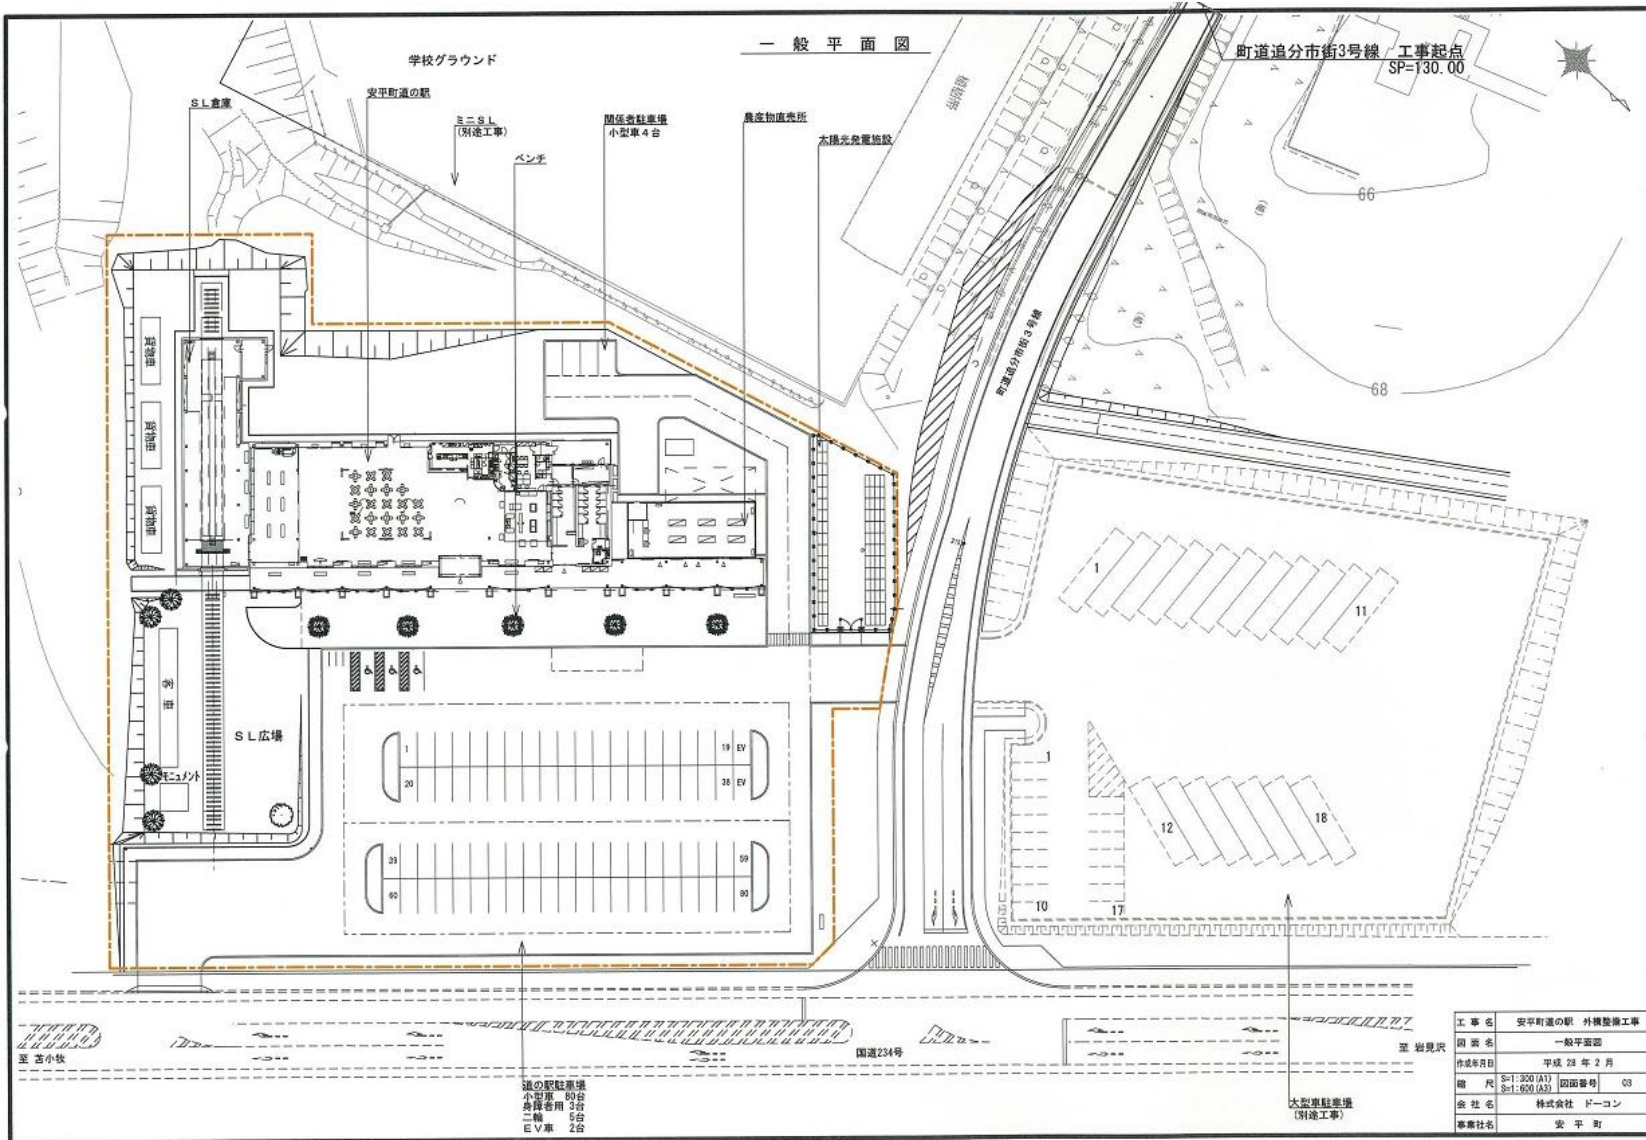 一般平面図
町道追分市街3号線 工事起点
SP=130.00
学校グラウンド
SL倉庫
安平町道の駅
ミニSL
(別途工事)
関係者駐車場
小型車4台
農産物直売所
ベンチ
太陽光発電施設
66
68
町道追分市街3号線
貨物車
貨物車
貨物車
1
11
客車
SL広場
モニュメント
1
19 EV
20
38 EV
39
59
60
80
1
12
18
10
17
至 苫小牧
国道234号
至 岩見沢
道の駅駐車場
小型車 80台
身障者用 3台
二輪 5台
EV車 2台
大型車駐車場
(別途工事)
工事名 安平町道の駅 外構整備工事
図面名 一般平面図
作成年月日 平成28年2月
縮尺 S=1:300(A1) S=1:600(A3) 図面番号 03
会社名 株式会社 ドーコン
事業社名 安平町